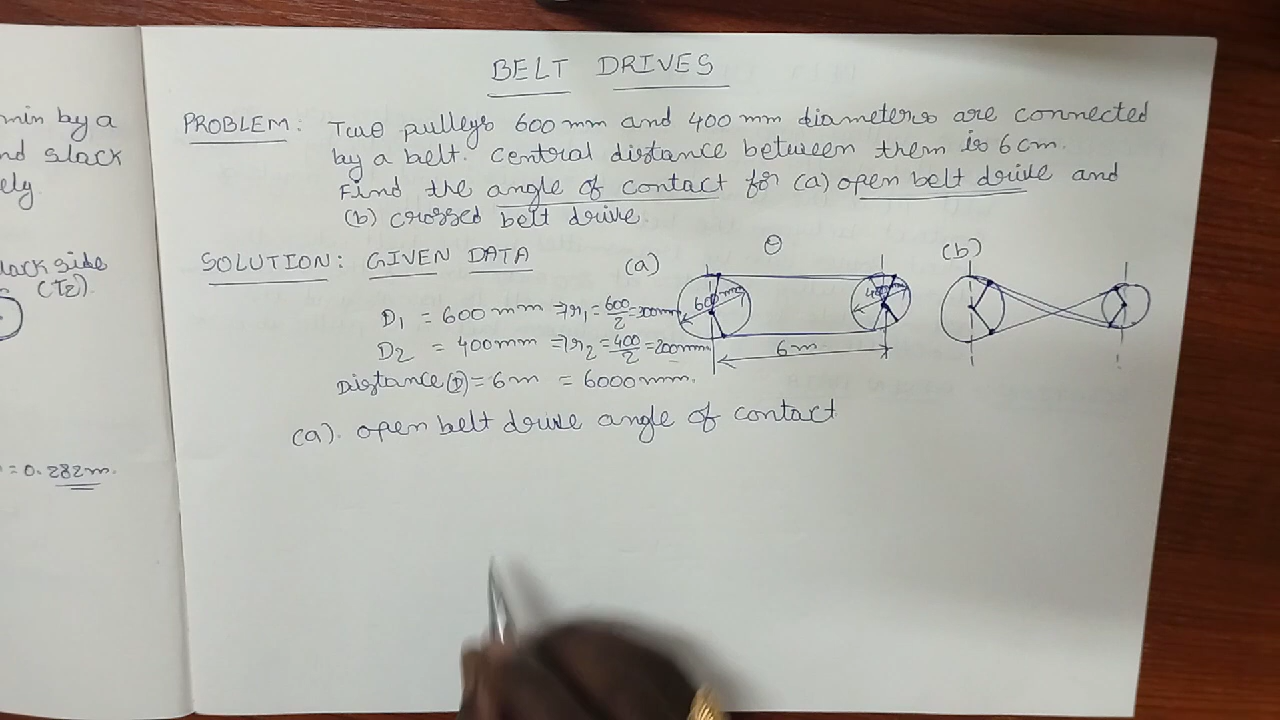 min by a
nd slack
ely.
lack side
(T2).
= 0.282m.
BELT DRIVES
PROBLEM: Two pulleys 600 mm and 400 mm diameters are connected
by a belt. Central distance between them is 6 cm.
Find the angle of contact for (a) open belt drive and
(b) crossed belt drive.
SOLUTION: GIVEN DATA
D1 = 600 mm ⇒ r1 = 600/2 = 300mm
D2 = 400mm ⇒ r2 = 400/2 = 200mm
Distance (D) = 6m = 6000mm.
(a)
θ
600mm
400
6m
(b)
(a). open belt drive angle of contact